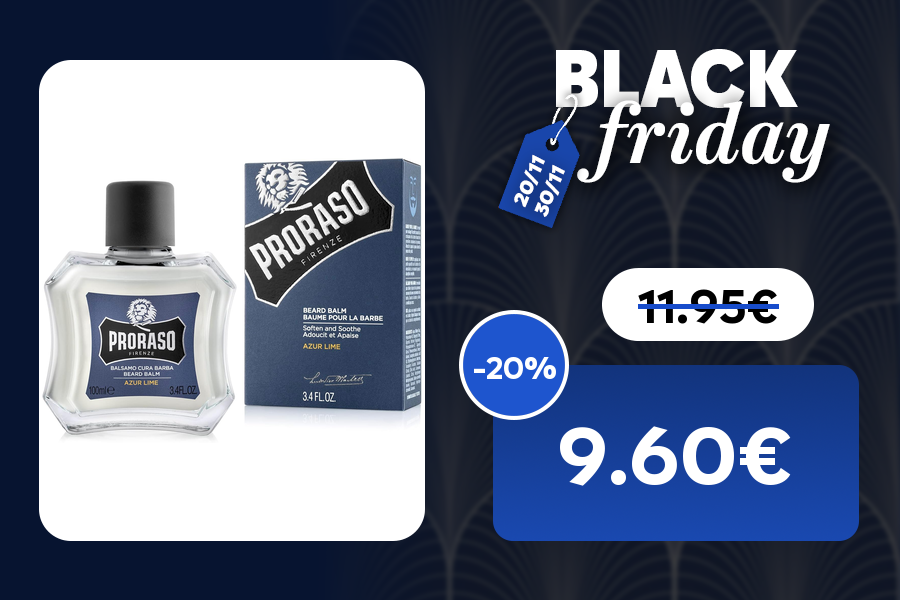 BLACK
friday
20/11
30/11
11.95€
-20%
9.60€
PRORASO
FIRENZE
BEARD BALM
BAUME POUR LA BARBE
Soften and Soothe
Adoucit et Apaise
AZUR LIME
3.4 FL.OZ.
PRORASO
FIRENZE
BALSAMO CURA BARBA
BEARD BALM
AZUR LIME
100ml e 3.4FL.OZ.